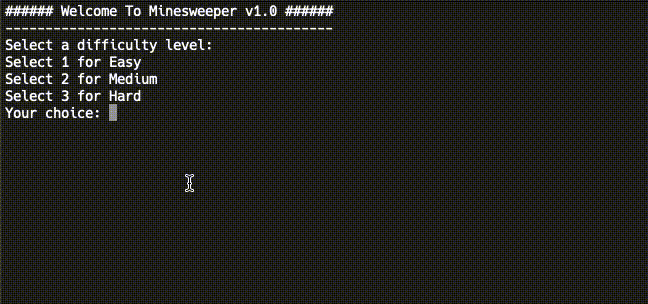 ###### Welcome To Minesweeper v1.0 ######
-----------------------------------------
Select a difficulty level:
Select 1 for Easy
Select 2 for Medium
Select 3 for Hard
Your choice: